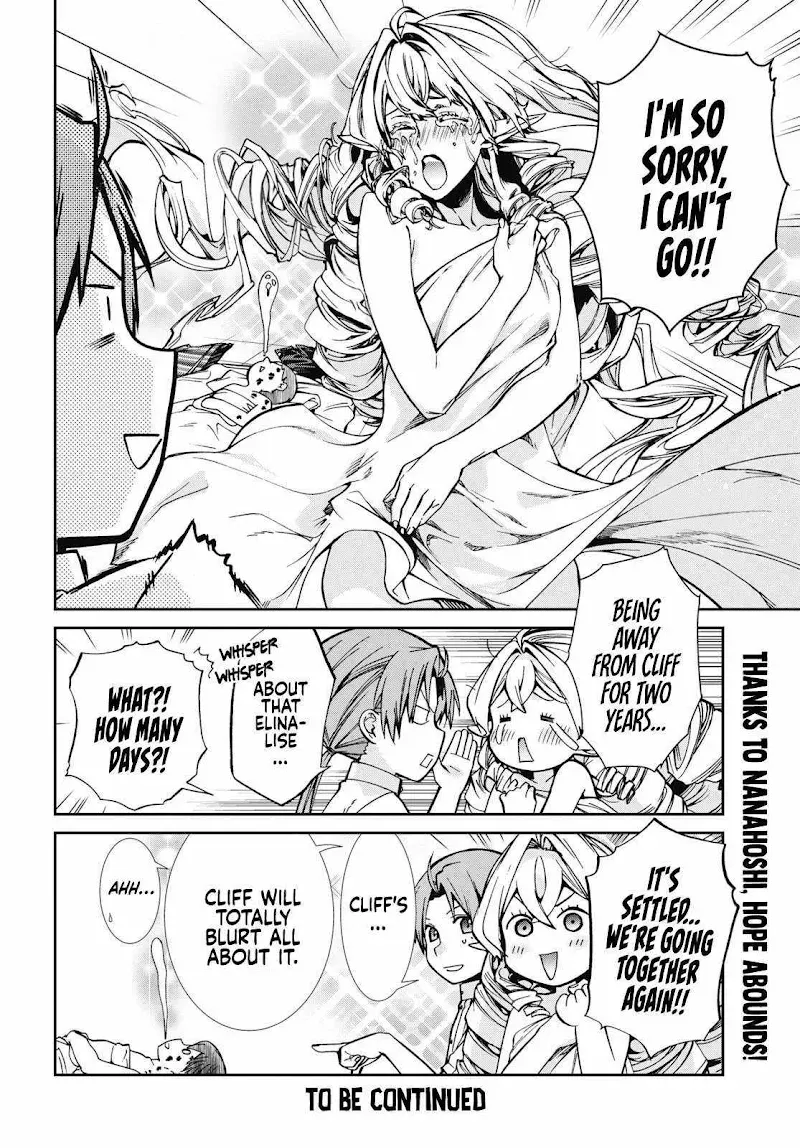 I'M SO
SORRY,
I CAN'T
GO!!
BEING
AWAY
FROM CLIFF
FOR TWO
YEARS...
WHISPER
WHISPER
ABOUT
THAT
ELINA-
LISE
...
WHAT?!
HOW MANY
DAYS?!
IT'S
SETTLED...
WE'RE GOING
TOGETHER
AGAIN!!
CLIFF'S
...
CLIFF WILL
TOTALLY
BLURT ALL
ABOUT IT.
AHH...
THANKS TO NANAHOSHI, HOPE ABOUNDS!
TO BE CONTINUED